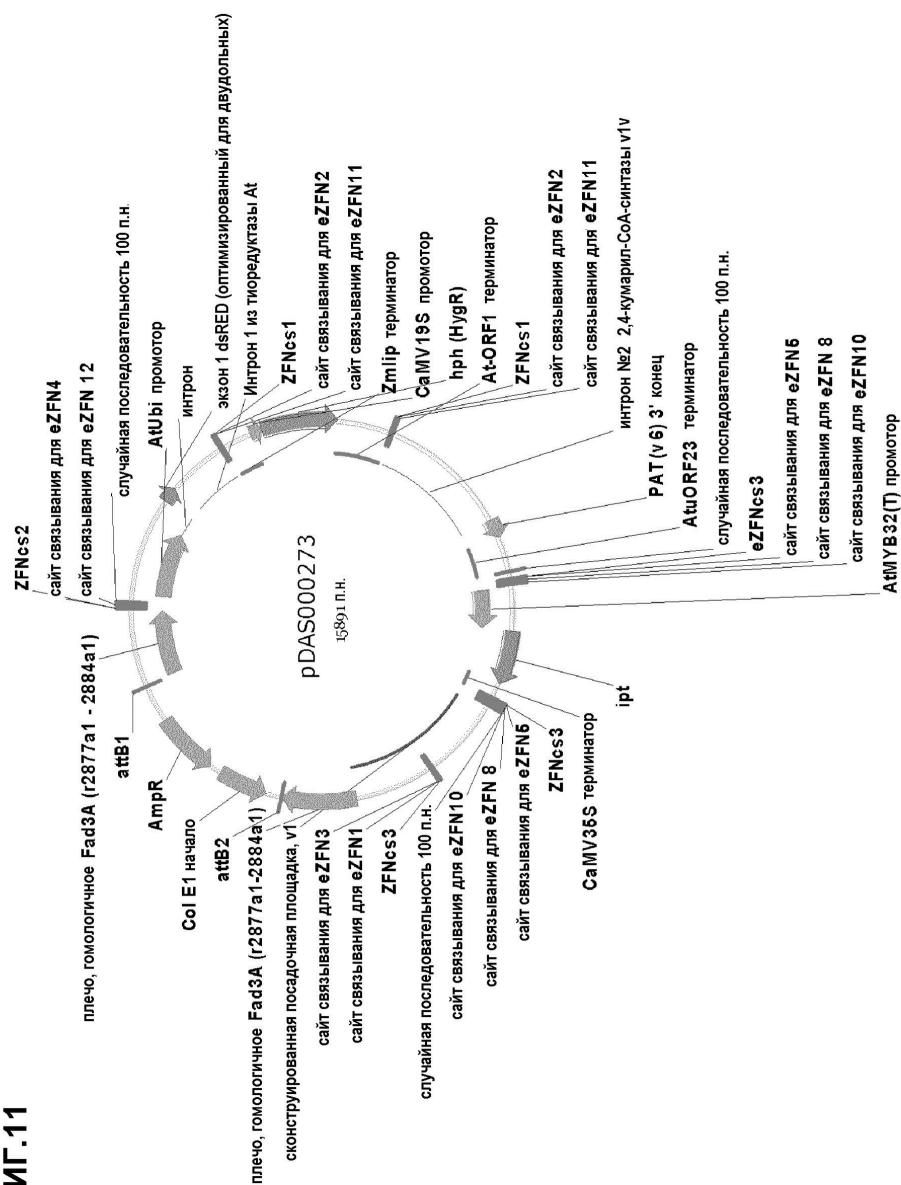 ИГ.11
ZFNcs2
сайт связывания для eZFN4
сайт связывания для eZFN 12
случайная последовательность 100 п.н.
AtUbi промотор
интрон
экзон 1 dsRED (оптимизированный для двудольных)
Интрон 1 из тиоредуктазы At
ZFNcs1
сайт связывания для eZFN2
сайт связывания для eZFN11
Zmlip терминатор
CaMV19S промотор
hph (HygR)
At-ORF1 терминатор
ZFNcs1
сайт связывания для eZFN2
сайт связывания для eZFN11
интрон №2 2,4-кумарил-CoA-синтазы v1v
PAT (v 6) 3' конец
AtuORF23 терминатор
случайная последовательность 100 п.н.
eZFNcs3
сайт связывания для eZFN6
сайт связывания для eZFN 8
сайт связывания для eZFN10
AtMYB32(T) промотор
ipt
CaMV35S терминатор
ZFNcs3
сайт связывания для eZFN6
сайт связывания для eZFN 8
сайт связывания для eZFN10
случайная последовательность 100 п.н.
ZFNcs3
сайт связывания для eZFN1
сайт связывания для eZFN3
сконструированная посадочная площадка, v1
плечо, гомологичное Fad3A (r2877a1-2884a1)
attB2
Col E1 начало
AmpR
attB1
плечо, гомологичное Fad3A (r2877a1 - 2884a1)
pDAS000273
15891 п.н.